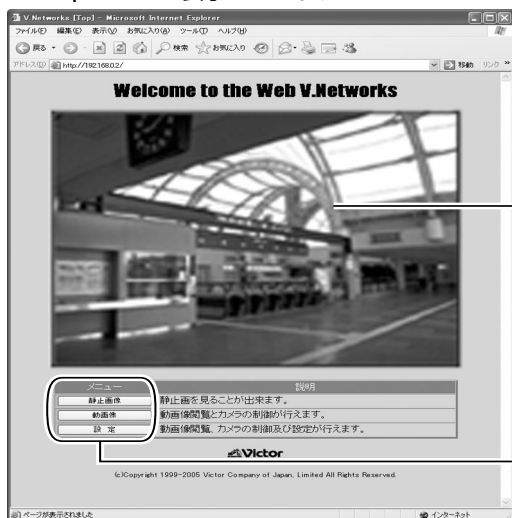 V.Networks [Top] - Microsoft Internet Explorer
ファイル(F) 編集(E) 表示(V) お気に入り(A) ツール(T) ヘルプ(H)
戻る 検索 お気に入り
アドレス(D) http://192.168.0.2/ 移動 リンク »
Welcome to the Web V.Networks
メニュー 説明
静止画像 静止画を見ることが出来ます。
動画像 動画像閲覧とカメラの制御が行えます。
設 定 動画像閲覧、カメラの制御及び設定が行えます。
Victor
(c)Copyright 1999-2005 Victor Company of Japan, Limited All Rights Reserved.
ページが表示されました インターネット